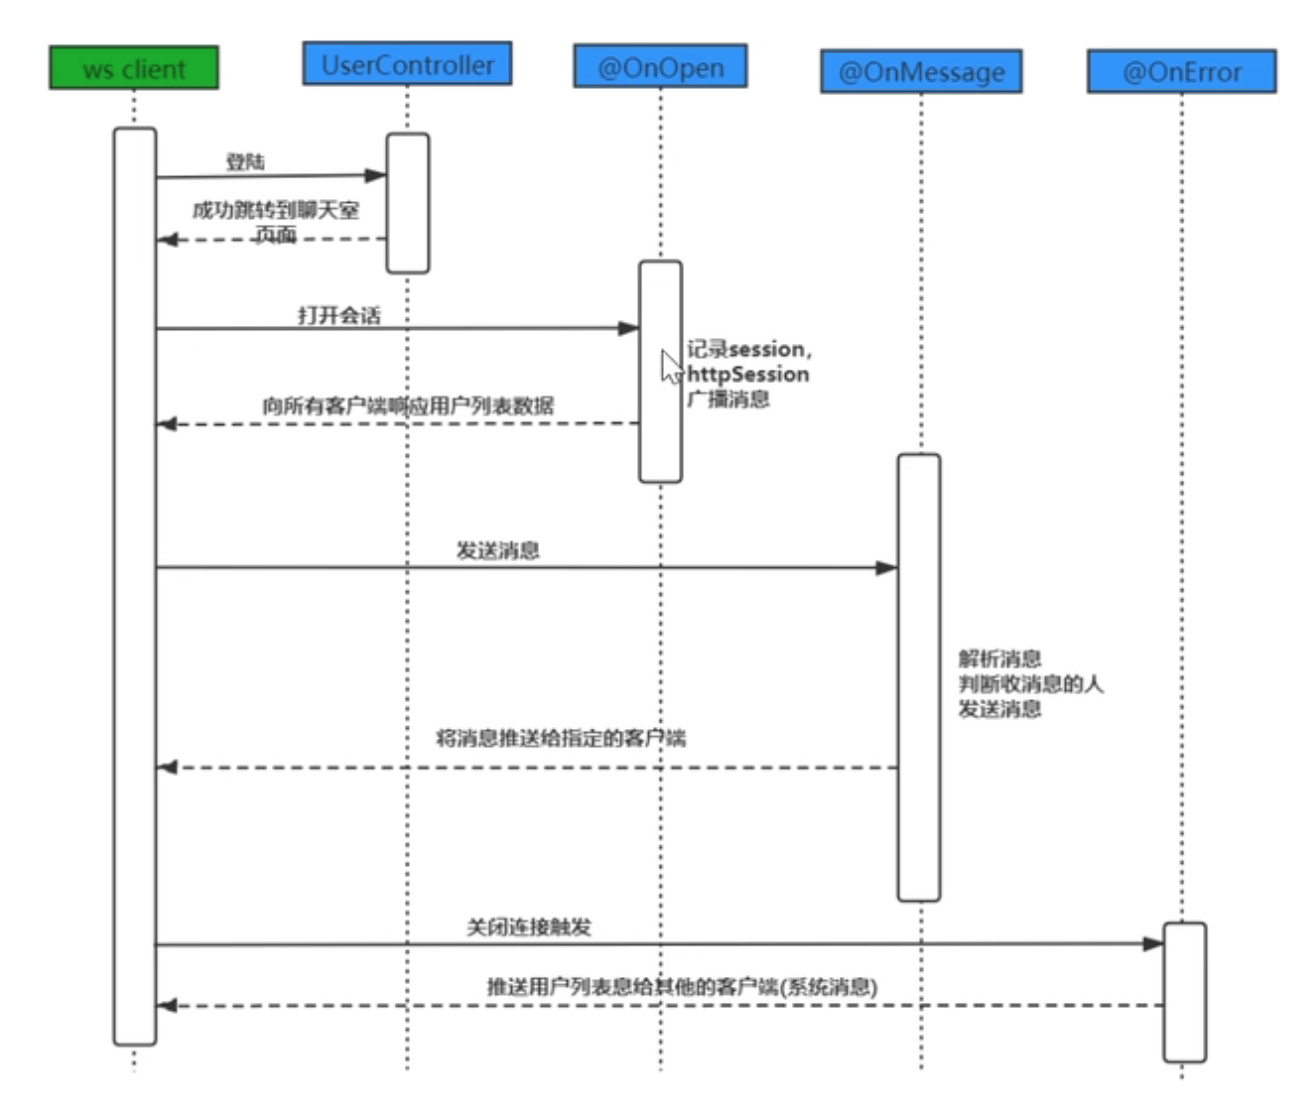 ws client
UserController
@OnOpen
@OnMessage
@OnError
登陆
成功跳转到聊天室
页面
打开会话
记录session,
httpSession
广播消息
向所有客户端响应用户列表数据
发送消息
解析消息
判断收消息的人
发送消息
将消息推送给指定的客户端
关闭连接触发
推送用户列表息给其他的客户端(系统消息)